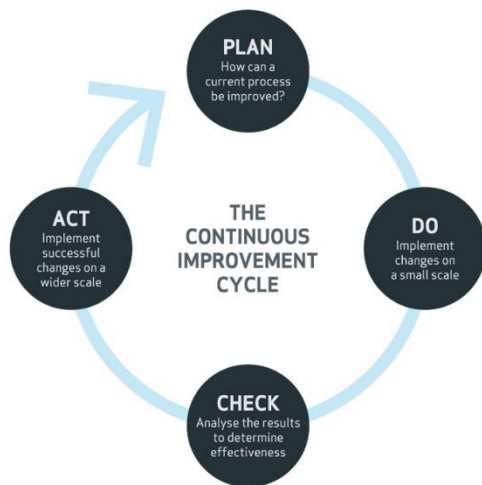 PLAN
How can a
current process
be improved?
DO
Implement
changes on
a small scale
CHECK
Analyse the results
to determine
effectiveness
ACT
Implement
successful
changes on a
wider scale
THE
CONTINUOUS
IMPROVEMENT
CYCLE